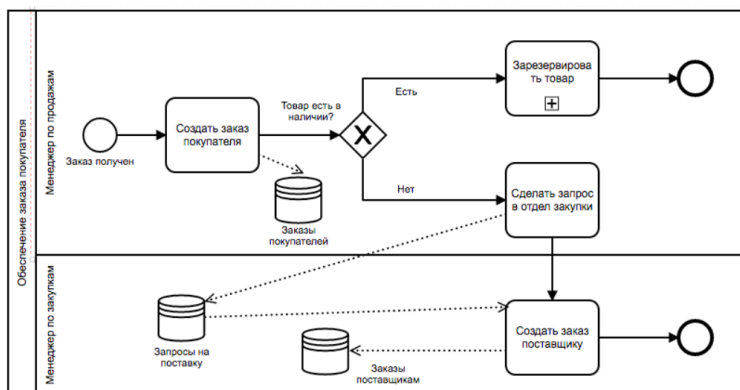 Обеспечение заказа покупателя
Менеджер по продажам
Заказ получен
Создать заказ
покупателя
Товар есть в
наличии?
Есть
Нет
Зарезервирова
ть товар
Сделать запрос
в отдел закупки
Заказы
покупателей
Менеджер по закупкам
Запросы на
поставку
Заказы
поставщикам
Создать заказ
поставщику